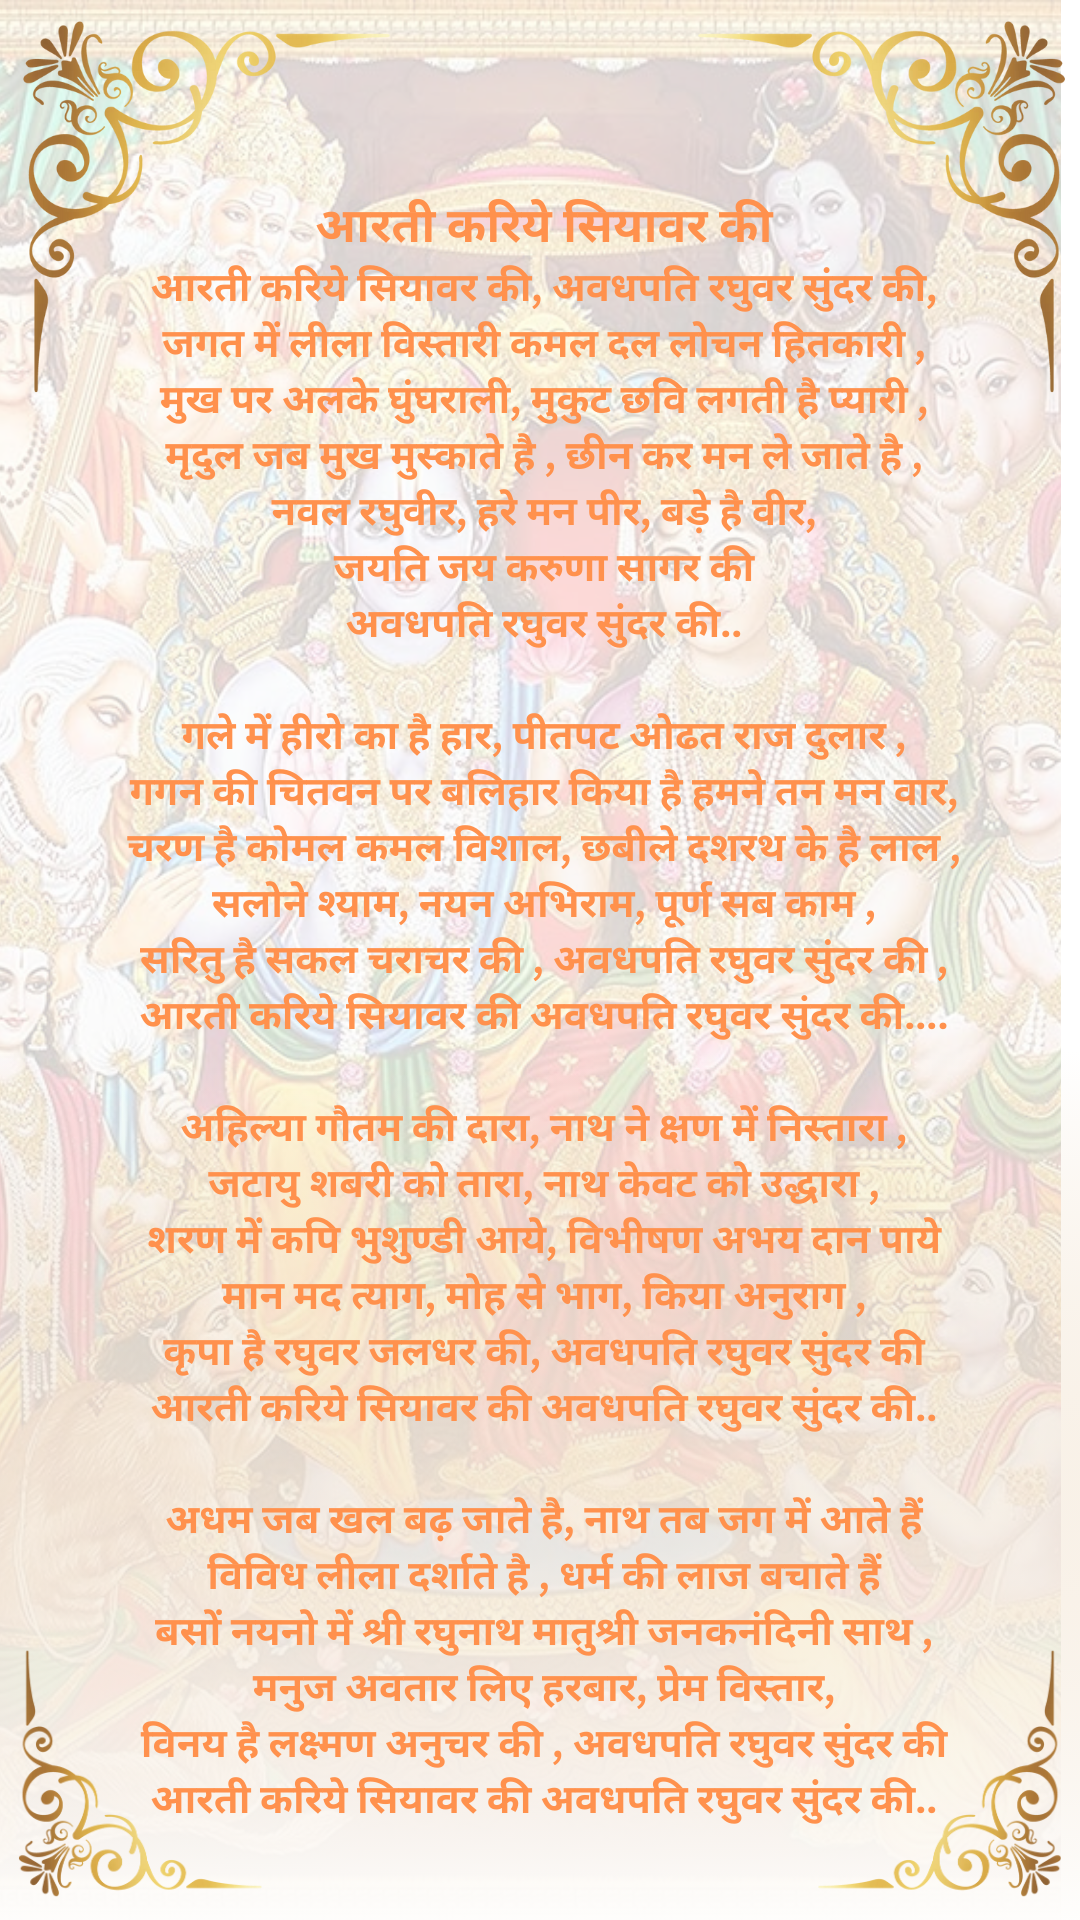 आरती करिये सियावर की
आरती करिये सियावर की, अवधपति रघुवर सुंदर की,
जगत में लीला विस्तारी कमल दल लोचन हितकारी ,
मुख पर अलके घुंघराली, मुकुट छवि लगती है प्यारी ,
मृदुल जब मुख मुस्काते है , छीन कर मन ले जाते है ,
नवल रघुवीर, हरे मन पीर, बड़े है वीर,
जयति जय करुणा सागर की
अवधपति रघुवर सुंदर की..
गले में हीरो का है हार, पीतपट ओढत राज दुलार ,
गगन की चितवन पर बलिहार किया है हमने तन मन वार,
चरण है कोमल कमल विशाल, छबीले दशरथ के है लाल ,
सलोने श्याम, नयन अभिराम, पूर्ण सब काम ,
सरितु है सकल चराचर की , अवधपति रघुवर सुंदर की ,
आरती करिये सियावर की अवधपति रघुवर सुंदर की....
अहिल्या गौतम की दारा, नाथ ने क्षण में निस्तारा ,
जटायु शबरी को तारा, नाथ केवट को उद्धारा ,
शरण में कपि भुशुण्डी आये, विभीषण अभय दान पाये
मान मद त्याग, मोह से भाग, किया अनुराग ,
कृपा है रघुवर जलधर की, अवधपति रघुवर सुंदर की
आरती करिये सियावर की अवधपति रघुवर सुंदर की..
अधम जब खल बढ़ जाते है, नाथ तब जग में आते हैं
विविध लीला दर्शाते है , धर्म की लाज बचाते हैं
बसों नयनो में श्री रघुनाथ मातुश्री जनकनंदिनी साथ ,
मनुज अवतार लिए हरबार, प्रेम विस्तार,
विनय है लक्ष्मण अनुचर की , अवधपति रघुवर सुंदर की
आरती करिये सियावर की अवधपति रघुवर सुंदर की..